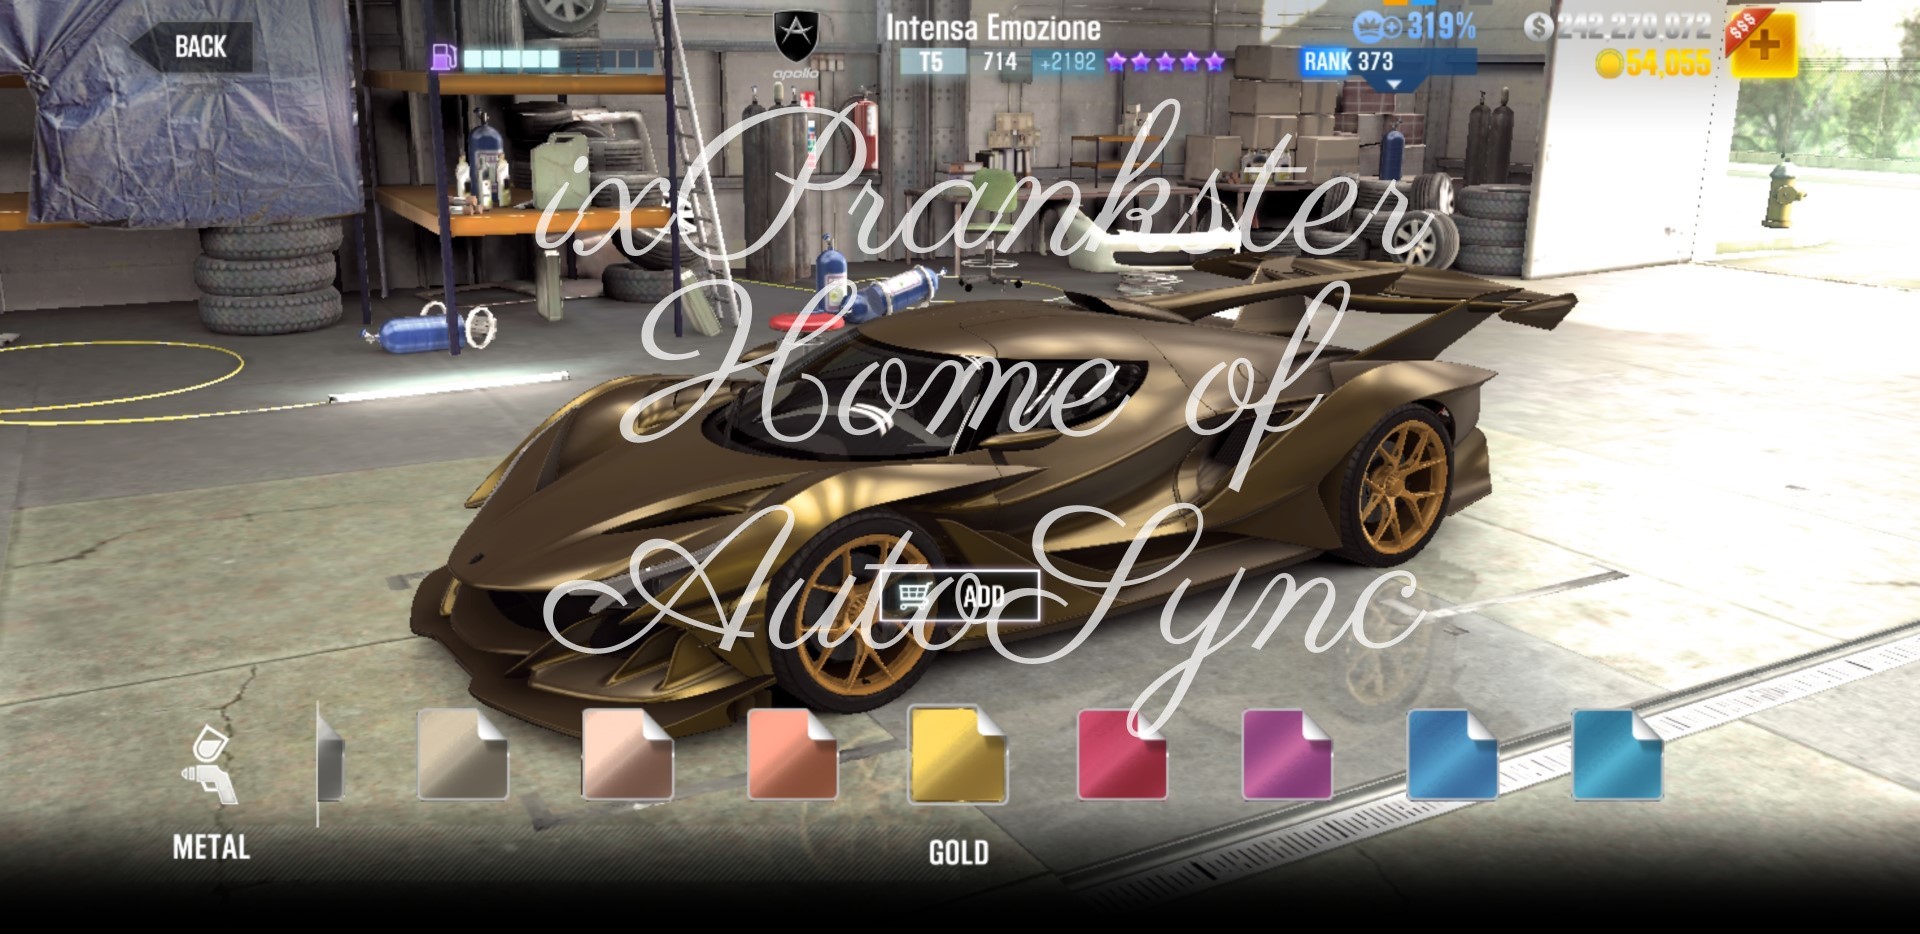 BACK
apollo
Intensa Emozione
T5 714 +2192
319%
RANK 373
$ 242,270,072
54,055
$$$
ixPrankster
Home of
AutoSync
ADD
METAL
GOLD